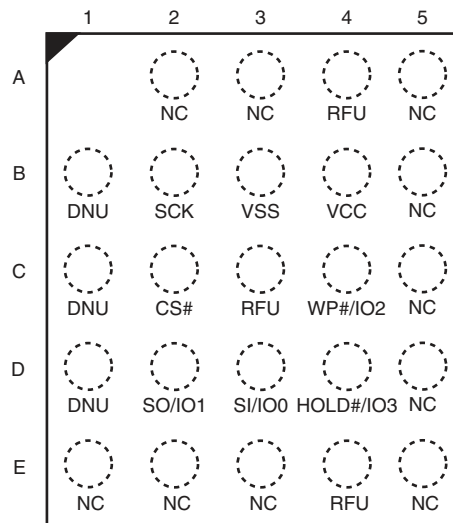 1 2 3 4 5
A
NC NC RFU NC
B
DNU SCK VSS VCC NC
C
DNU CS# RFU WP#/IO2 NC
D
DNU SO/IO1 SI/IO0 HOLD#/IO3 NC
E
NC NC NC RFU NC